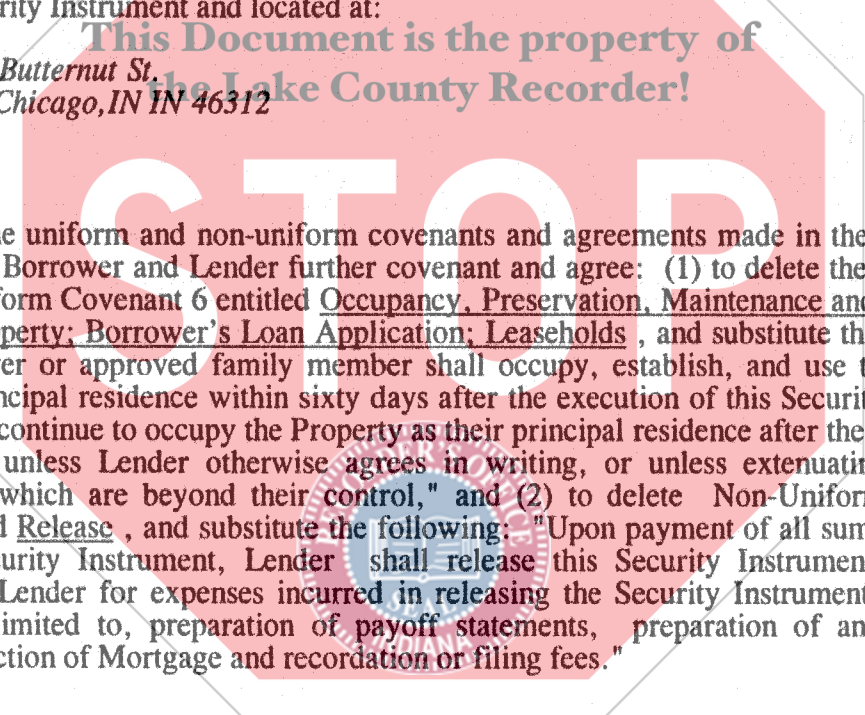 rity Instrument and located at:
This Document is the property of
Butternut St.
the Lake County Recorder!
Chicago, IN IN 46312
STOP
e uniform and non-uniform covenants and agreements made in the
Borrower and Lender further covenant and agree: (1) to delete the
form Covenant 6 entitled Occupancy, Preservation, Maintenance and
perty; Borrower's Loan Application; Leaseholds , and substitute th
er or approved family member shall occupy, establish, and use t
ncipal residence within sixty days after the execution of this Securit
continue to occupy the Property as their principal residence after the
unless Lender otherwise agrees in writing, or unless extenuatin
which are beyond their control," and (2) to delete Non-Unifor
d Release , and substitute the following: "Upon payment of all sum
urity Instrument, Lender shall release this Security Instrumen
Lender for expenses incurred in releasing the Security Instrument
imited to, preparation of payoff statements, preparation of an
ction of Mortgage and recordation or filing fees."
RECORDER'S OFFICE
SEAL
INDIANA